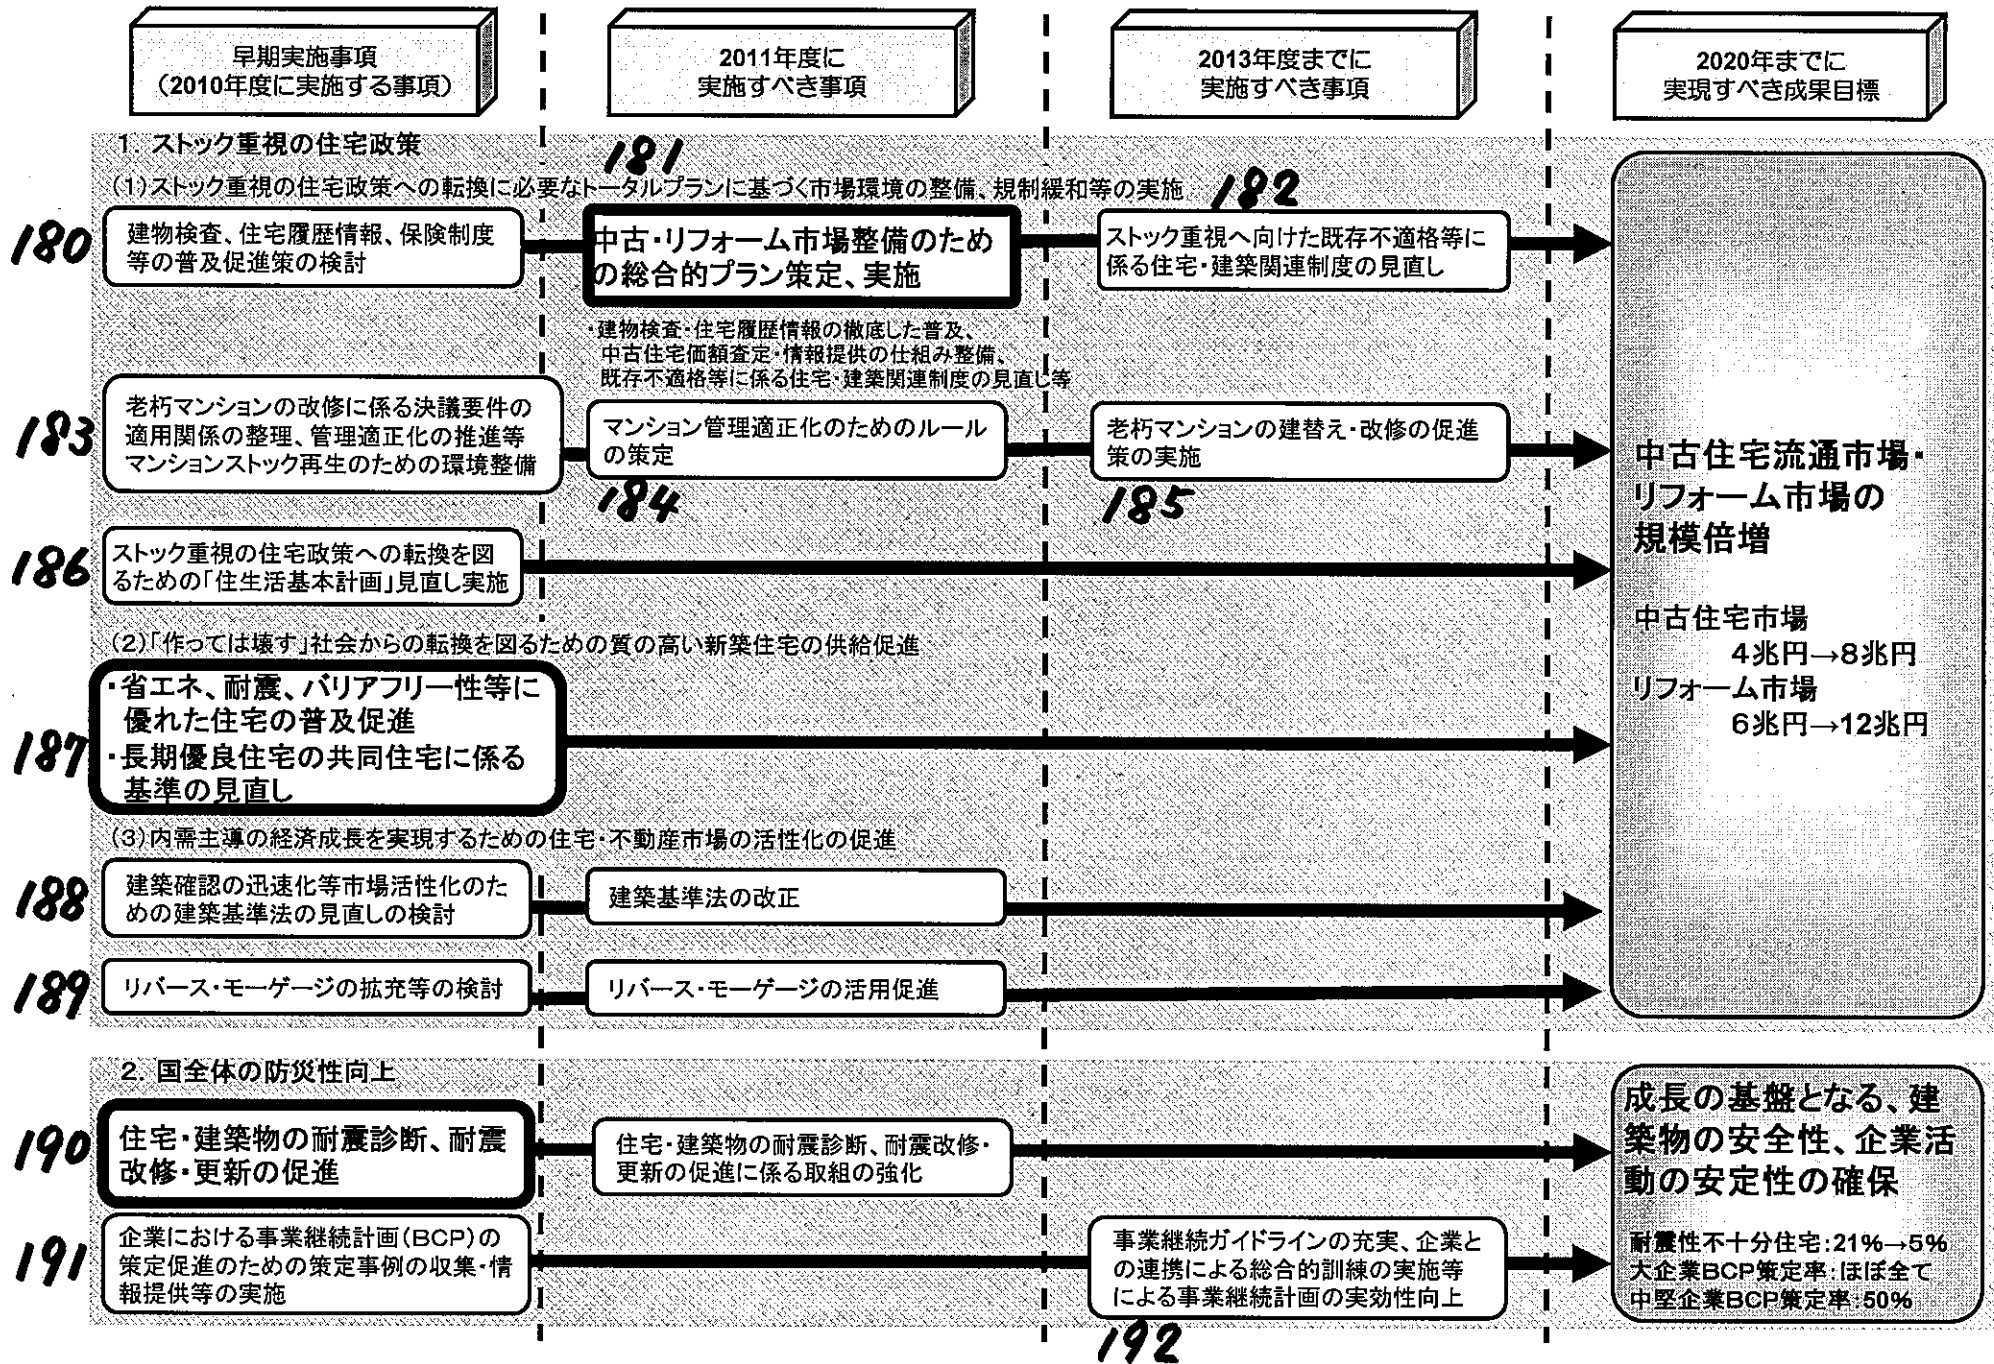 早期実施事項
(2010年度に実施する事項)
2011年度に
実施すべき事項
2013年度までに
実施すべき事項
2020年までに
実現すべき成果目標
1. ストック重視の住宅政策
181
(1)ストック重視の住宅政策への転換に必要なトータルプランに基づく市場環境の整備、規制緩和等の実施
182
180
建物検査、住宅履歴情報、保険制度
等の普及促進策の検討
中古・リフォーム市場整備のため
の総合的プラン策定、実施
ストック重視へ向けた既存不適格等に
係る住宅・建築関連制度の見直し
・建物検査・住宅履歴情報の徹底した普及、
中古住宅価額査定・情報提供の仕組み整備、
既存不適格等に係る住宅・建築関連制度の見直し等
183
老朽マンションの改修に係る決議要件の
適用関係の整理、管理適正化の推進等
マンションストック再生のための環境整備
マンション管理適正化のためのルール
の策定
184
老朽マンションの建替え・改修の促進
策の実施
185
186
ストック重視の住宅政策への転換を図
るための「住生活基本計画」見直し実施
(2)「作っては壊す」社会からの転換を図るための質の高い新築住宅の供給促進
187
・省エネ、耐震、バリアフリー性等に
優れた住宅の普及促進
・長期優良住宅の共同住宅に係る
基準の見直し
(3)内需主導の経済成長を実現するための住宅・不動産市場の活性化の促進
188
建築確認の迅速化等市場活性化のた
めの建築基準法の見直しの検討
建築基準法の改正
189
リバース・モーゲージの拡充等の検討
リバース・モーゲージの活用促進
中古住宅流通市場・
リフォーム市場の
規模倍増
中古住宅市場
4兆円→8兆円
リフォーム市場
6兆円→12兆円
2. 国全体の防災性向上
190
住宅・建築物の耐震診断、耐震
改修・更新の促進
住宅・建築物の耐震診断、耐震改修・
更新の促進に係る取組の強化
191
企業における事業継続計画(BCP)の
策定促進のための策定事例の収集・情
報提供等の実施
事業継続ガイドラインの充実、企業と
の連携による総合的訓練の実施等
による事業継続計画の実効性向上
192
成長の基盤となる、建
築物の安全性、企業活
動の安定性の確保
耐震性不十分住宅:21%→5%
大企業BCP策定率:ほぼ全て
中堅企業BCP策定率:50%